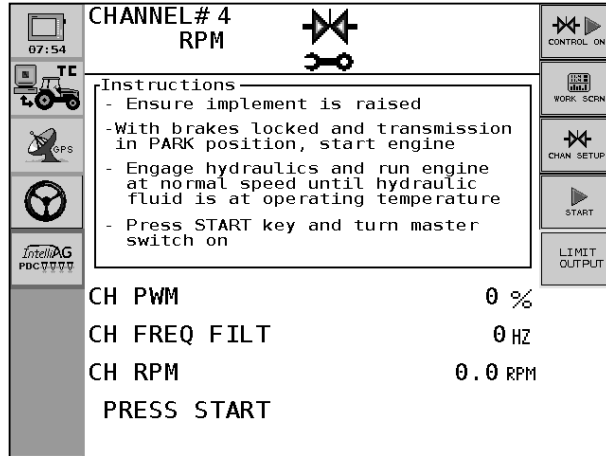 CHANNEL# 4
RPM
07:54
TC
GPS
IntelliAG
PDC
Instructions
- Ensure implement is raised
-With brakes locked and transmission
in PARK position, start engine
- Engage hydraulics and run engine
at normal speed until hydraulic
fluid is at operating temperature
- Press START key and turn master
switch on
CH PWM 0 %
CH FREQ FILT 0 HZ
CH RPM 0.0 RPM
PRESS START
CONTROL ON
WORK SCRN
CHAN SETUP
START
LIMIT
OUTPUT